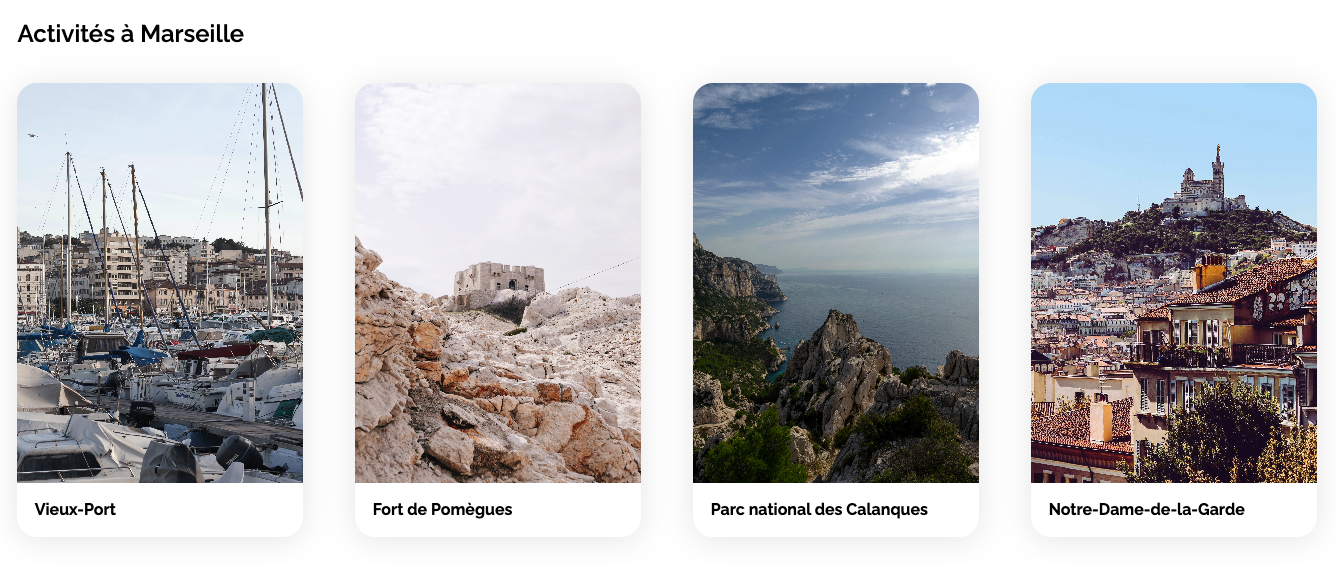 Activités à Marseille
Vieux-Port
Fort de Pomègues
Parc national des Calanques
Notre-Dame-de-la-Garde